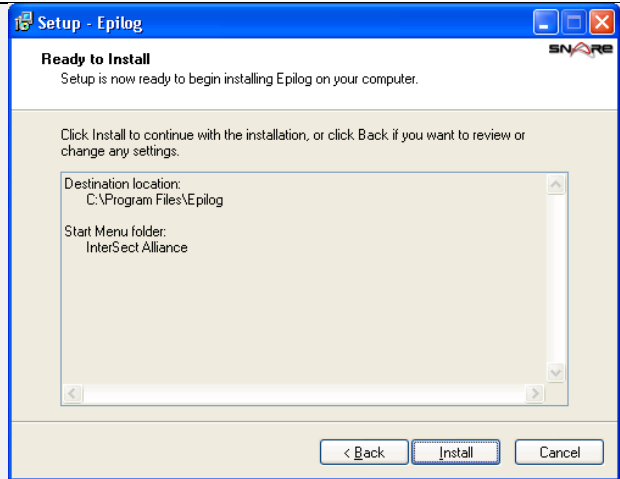 Setup - Epilog
Ready to Install
SNARE
Setup is now ready to begin installing Epilog on your computer.
Click Install to continue with the installation, or click Back if you want to review or
change any settings.
Destination location:
C:\Program Files\Epilog
Start Menu folder:
InterSect Alliance
< Back
Install
Cancel